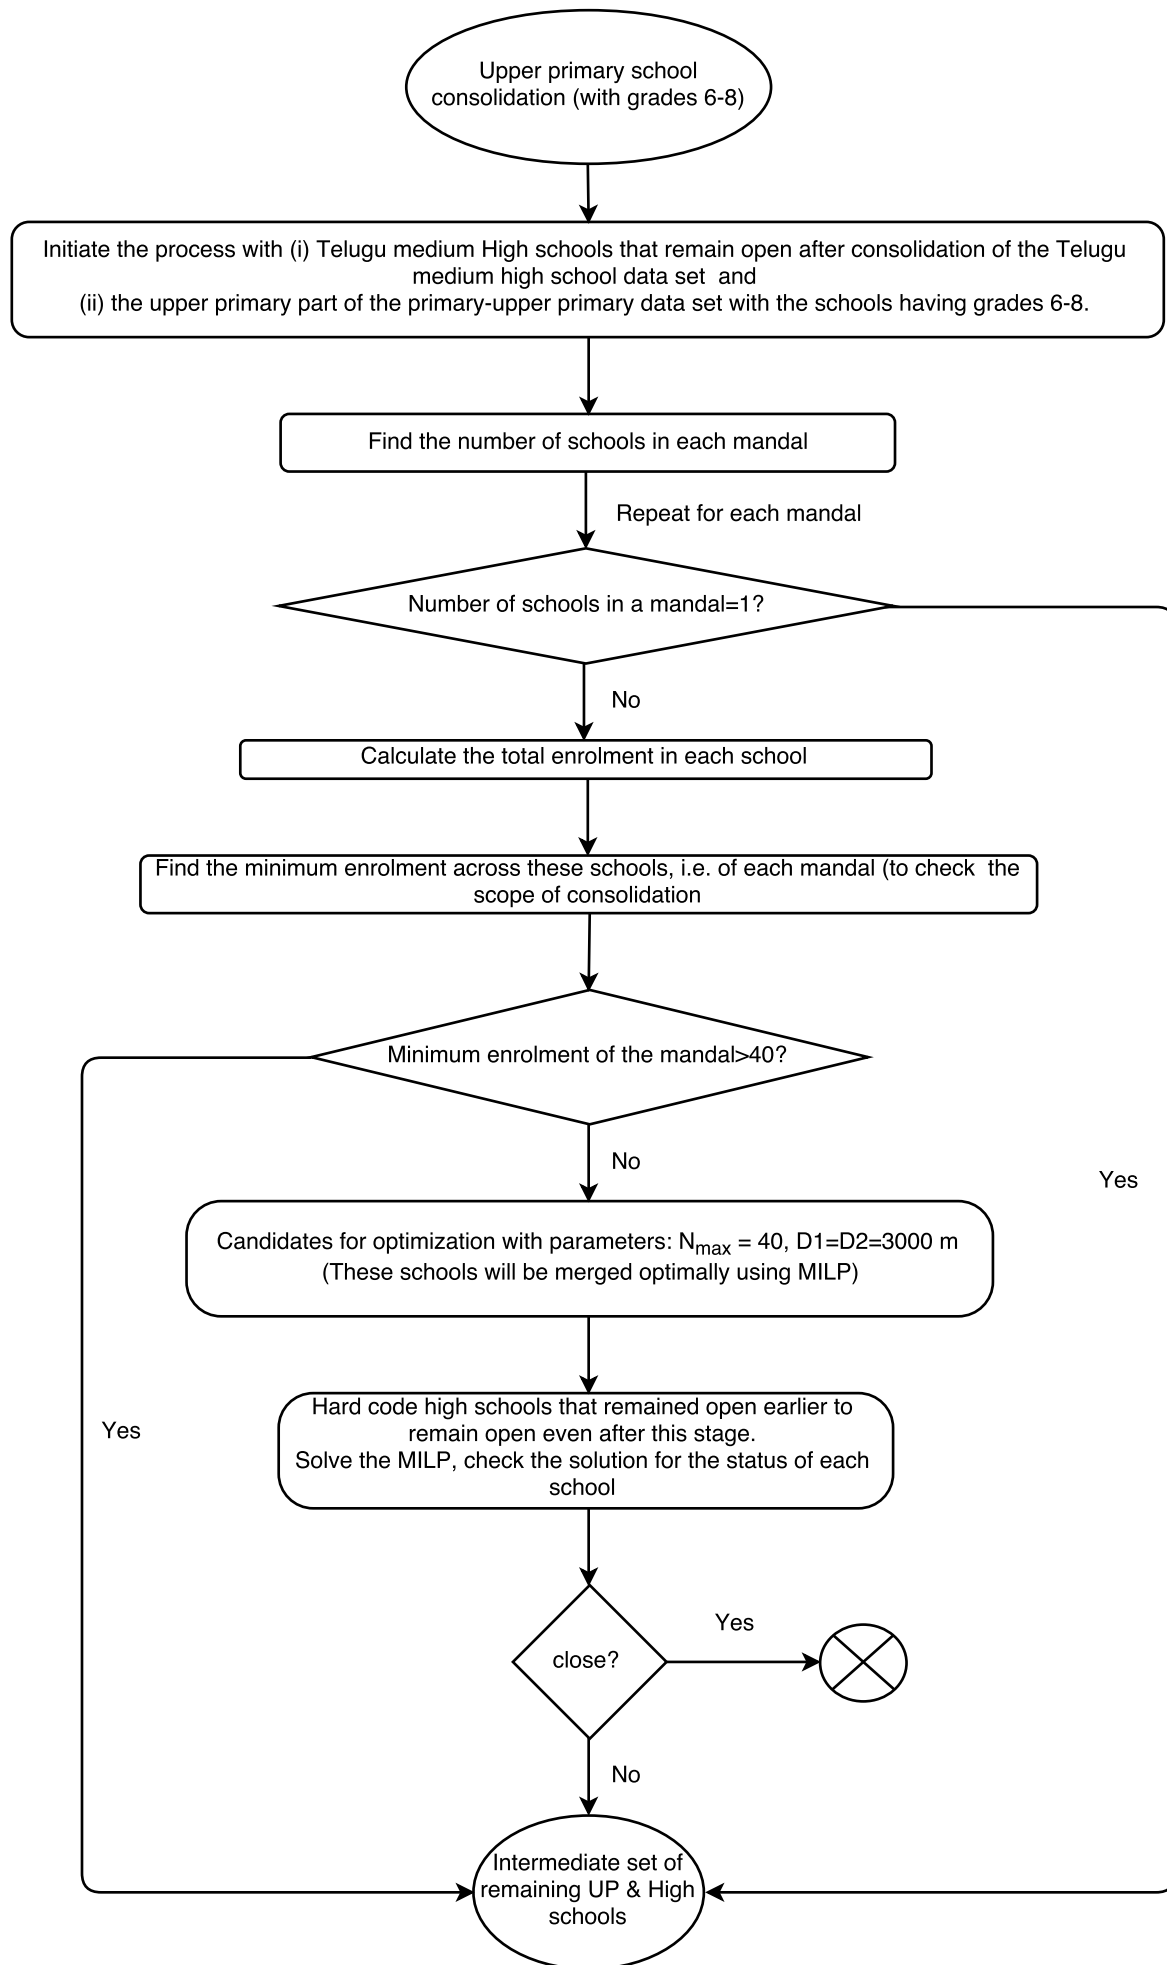 Upper primary school
consolidation (with grades 6-8)
Initiate the process with (i) Telugu medium High schools that remain open after consolidation of the Telugu
medium high school data set  and
(ii) the upper primary part of the primary-upper primary data set with the schools having grades 6-8.
Find the number of schools in each mandal
Repeat for each mandal
Number of schools in a mandal=1?
No
Calculate the total enrolment in each school
Find the minimum enrolment across these schools, i.e. of each mandal (to check  the
scope of consolidation
Minimum enrolment of the mandal>40?
No
Yes
Candidates for optimization with parameters: Nmax = 40, D1=D2=3000 m
(These schools will be merged optimally using MILP)
Hard code high schools that remained open earlier to
remain open even after this stage.
Solve the MILP, check the solution for the status of each
school
Yes
Yes
close?
No
Intermediate set of
remaining UP & High
schools